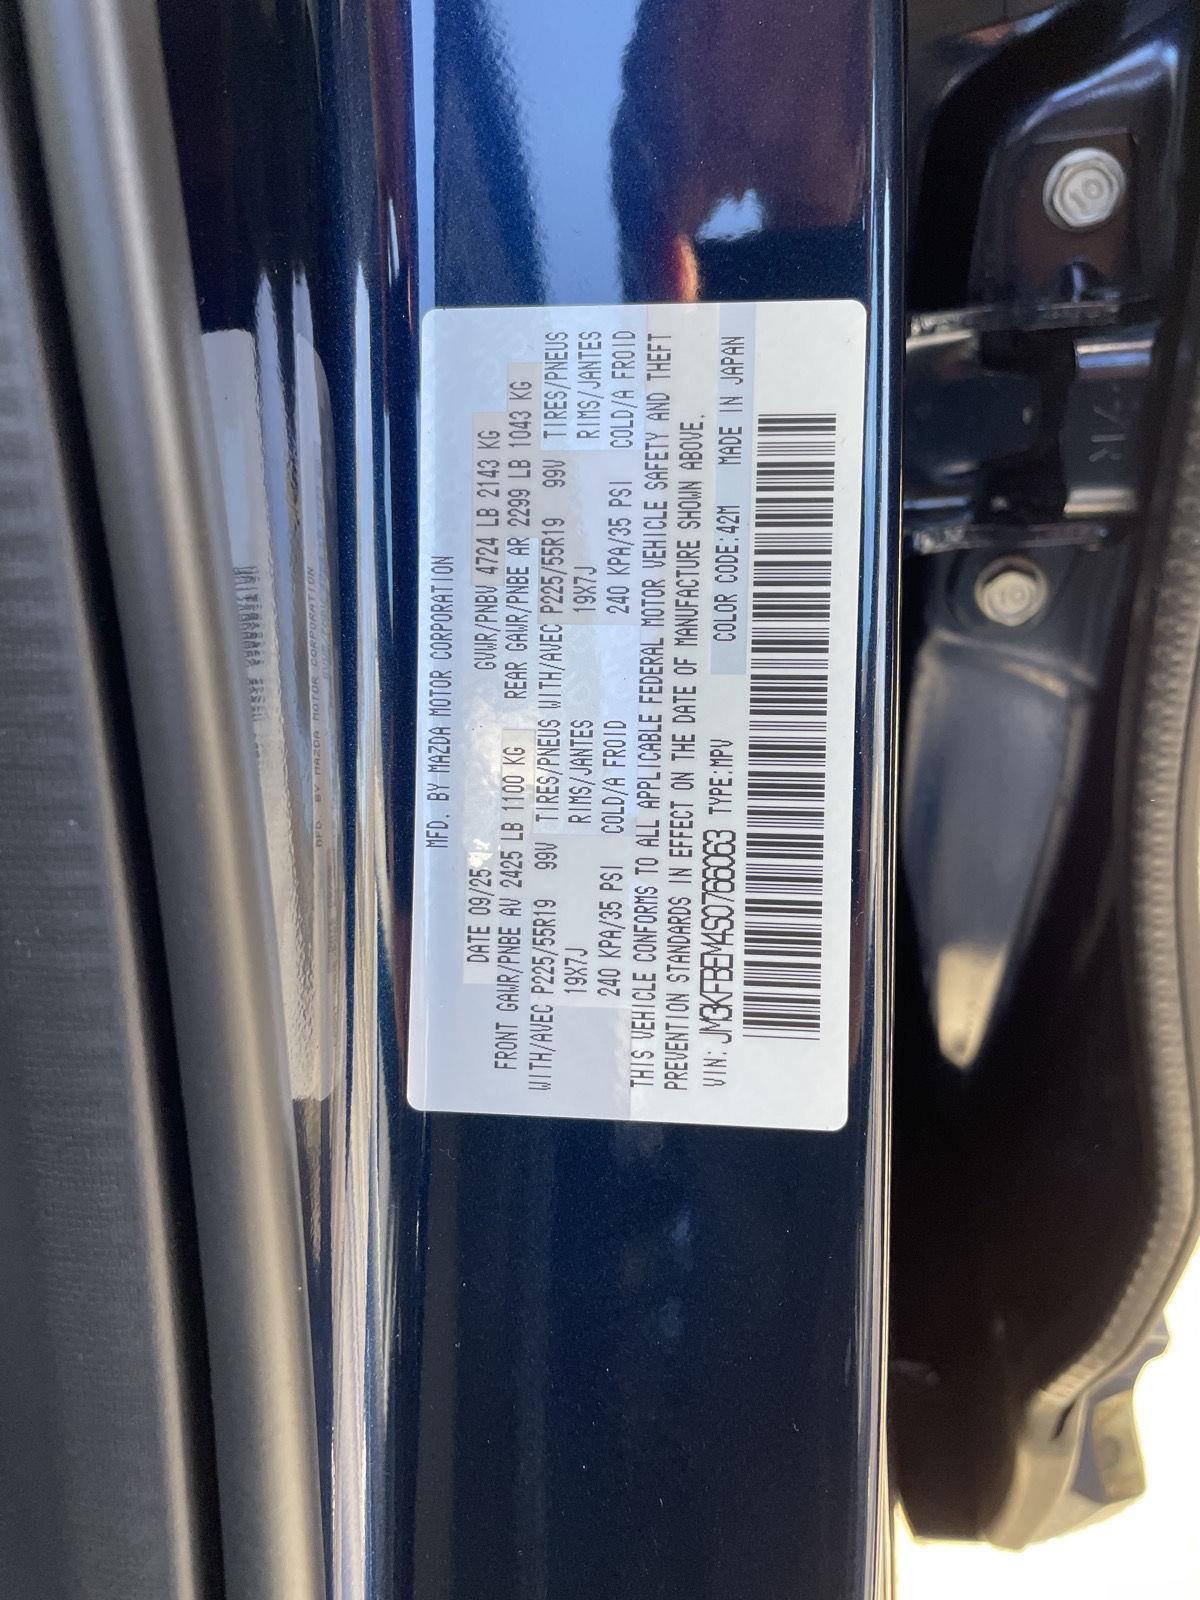 MFD. BY MAZDA MOTOR CORPORATION
DATE 09/25 GVWR/PNBV 4724 LB 2143 KG
FRONT GAWR/PNBE AV 2425 LB 1100 KG REAR GAWR/PNBE AR 2299 LB 1043 KG
WITH/AVEC P225/55R19 99V TIRES/PNEUS WITH/AVEC P225/55R19 99V TIRES/PNEUS
19X7J RIMS/JANTES 19X7J RIMS/JANTES
240 KPA/35 PSI COLD/A FROID 240 KPA/35 PSI COLD/A FROID
THIS VEHICLE CONFORMS TO ALL APPLICABLE FEDERAL MOTOR VEHICLE SAFETY AND THEFT
PREVENTION STANDARDS IN EFFECT ON THE DATE OF MANUFACTURE SHOWN ABOVE.
VIN: JM3KFBEM4S0766063 TYPE:MPV COLOR CODE:42M MADE IN JAPAN
10
10